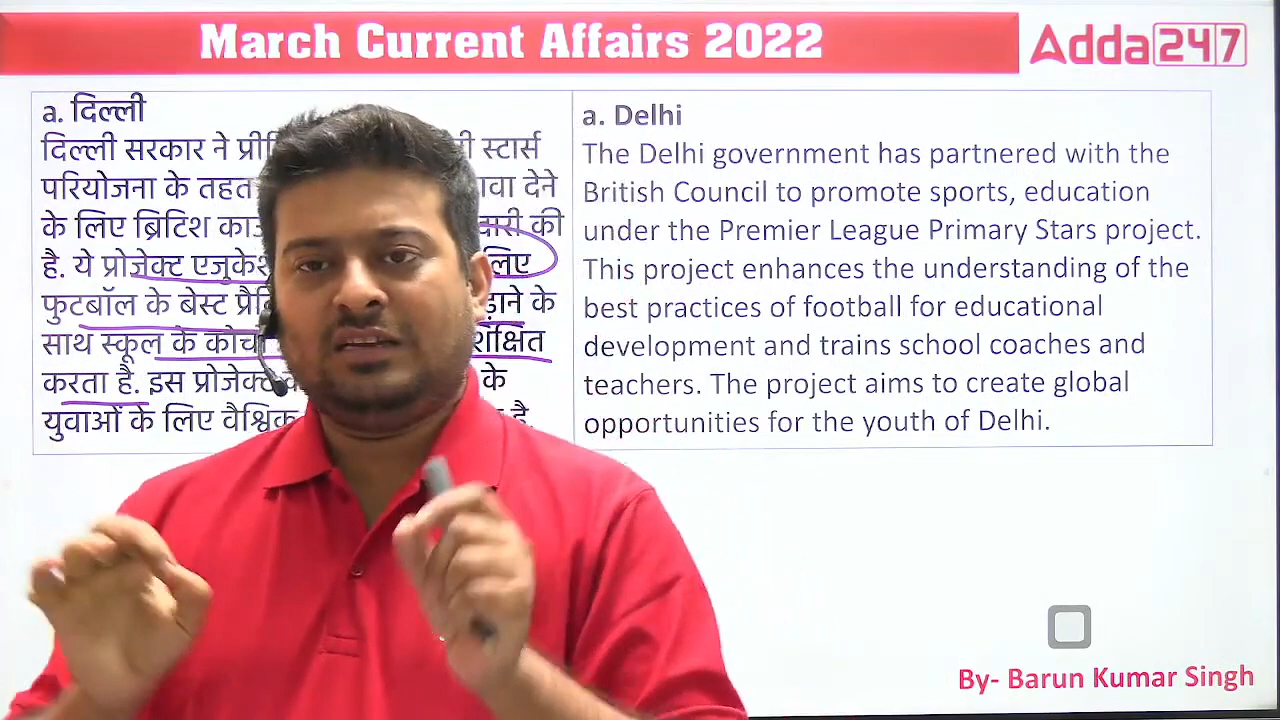 March Current Affairs 2022
Adda247
a. दिल्ली
दिल्ली सरकार ने स्टार्स
परियोजना के तहत देने
के लिए ब्रिटिश की
है. ये प्रोजेक्ट लिए
फुटबॉल के बेस्ट के
साथ स्कूल के
करता है. इस के
युवाओं के लिए है.
a. Delhi
The Delhi government has partnered with the
British Council to promote sports, education
under the Premier League Primary Stars project.
This project enhances the understanding of the
best practices of football for educational
development and trains school coaches and
teachers. The project aims to create global
opportunities for the youth of Delhi.
By- Barun Kumar Singh